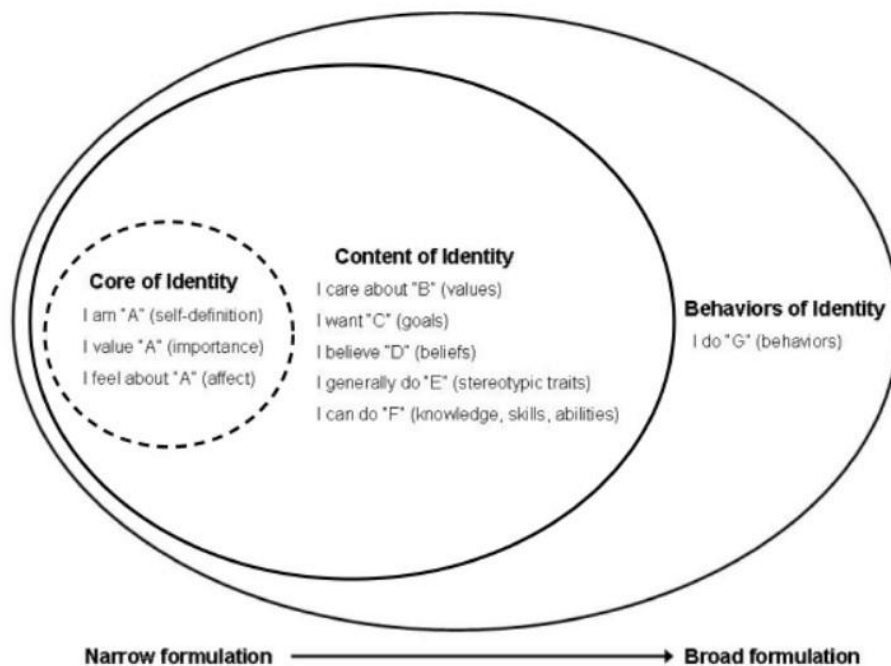 Core of Identity
I am "A" (self-definition)
I value "A" (importance)
I feel about "A" (affect)
Content of Identity
I care about "B" (values)
I want "C" (goals)
I believe "D" (beliefs)
I generally do "E" (stereotypic traits)
I can do "F" (knowledge, skills, abilities)
Behaviors of Identity
I do "G" (behaviors)
Narrow formulation
Broad formulation